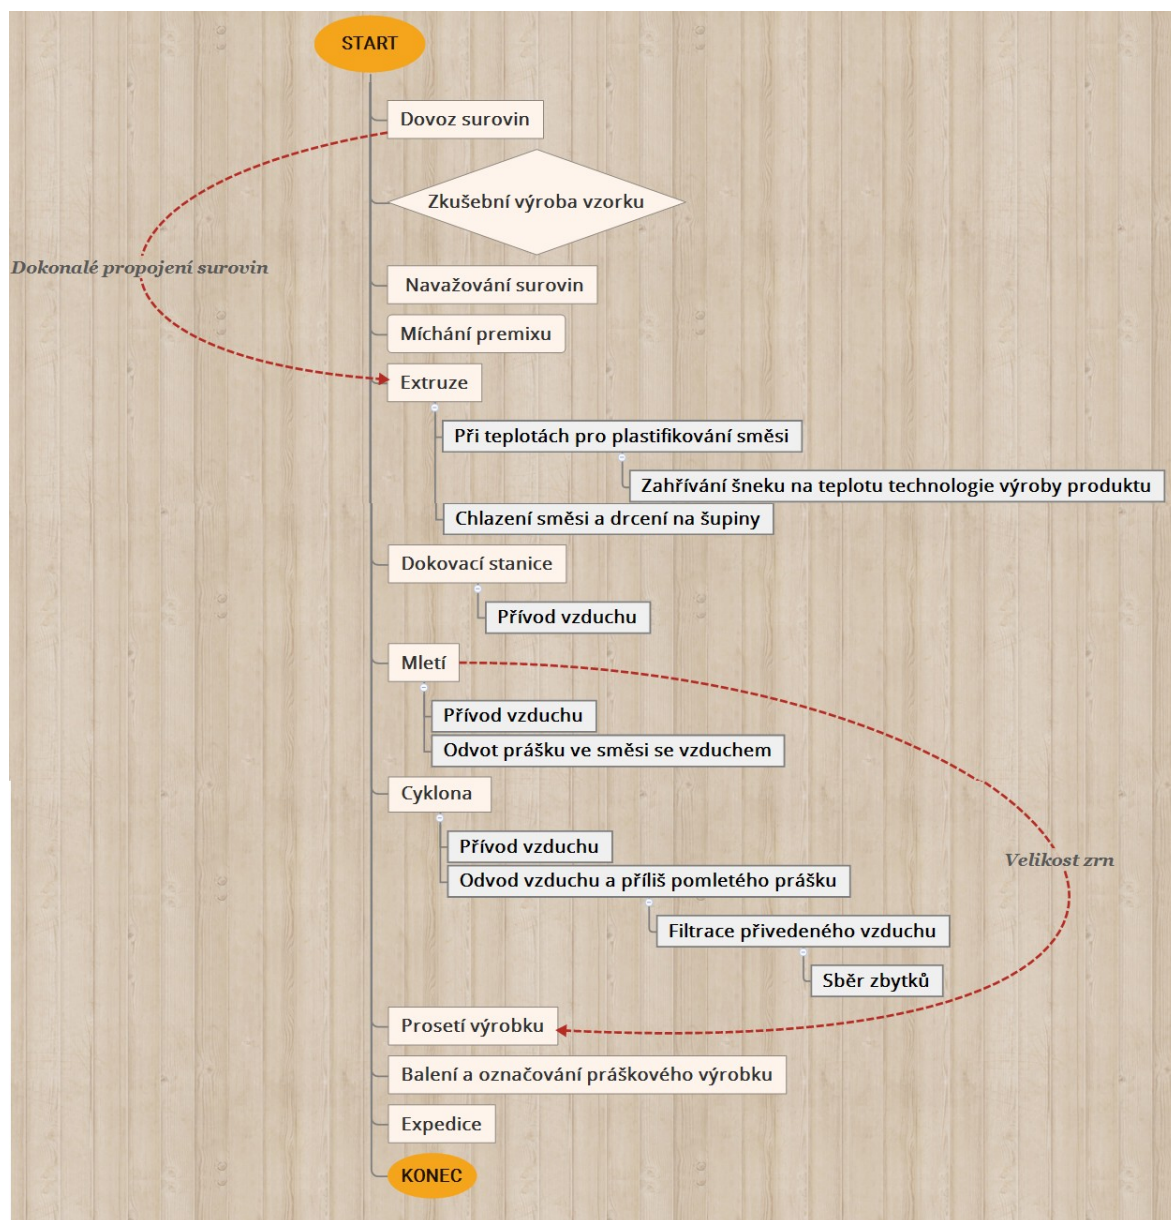 START
Dovoz surovin
Zkušební výroba vzorku
Dokonalé propojení surovin
Navažování surovin
Míchání premixu
Extruze
Při teplotách pro plastifikování směsi
Zahřívání šneku na teplotu technologie výroby produktu
Chlazení směsi a drcení na šupiny
Dokovací stanice
Přívod vzduchu
Mletí
Přívod vzduchu
Odvot prášku ve směsi se vzduchem
Cyklona
Přívod vzduchu
Velikost zrn
Odvod vzduchu a příliš pomletého prášku
Filtrace přivedeného vzduchu
Sběr zbytků
Prosetí výrobku
Balení a označování práškového výrobku
Expedice
KONEC